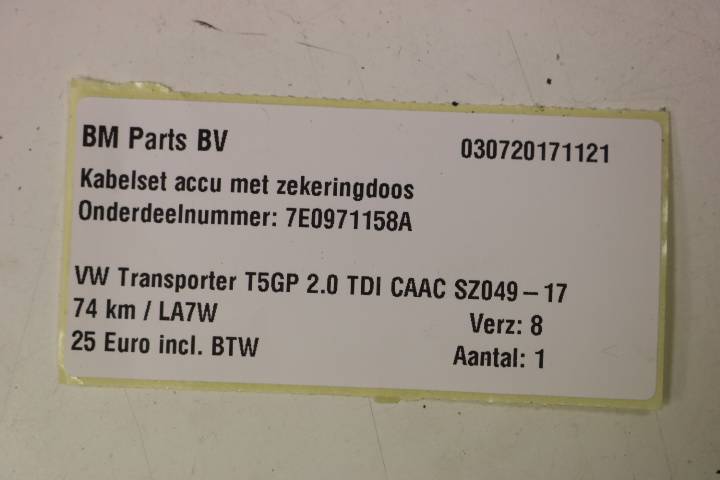 BM Parts BV 030720171121
Kabelset accu met zekeringdoos
Onderdeelnummer: 7E0971158A
VW Transporter T5GP 2.0 TDI CAAC SZ049-17
74 km / LA7W Verz: 8
25 Euro incl. BTW Aantal: 1